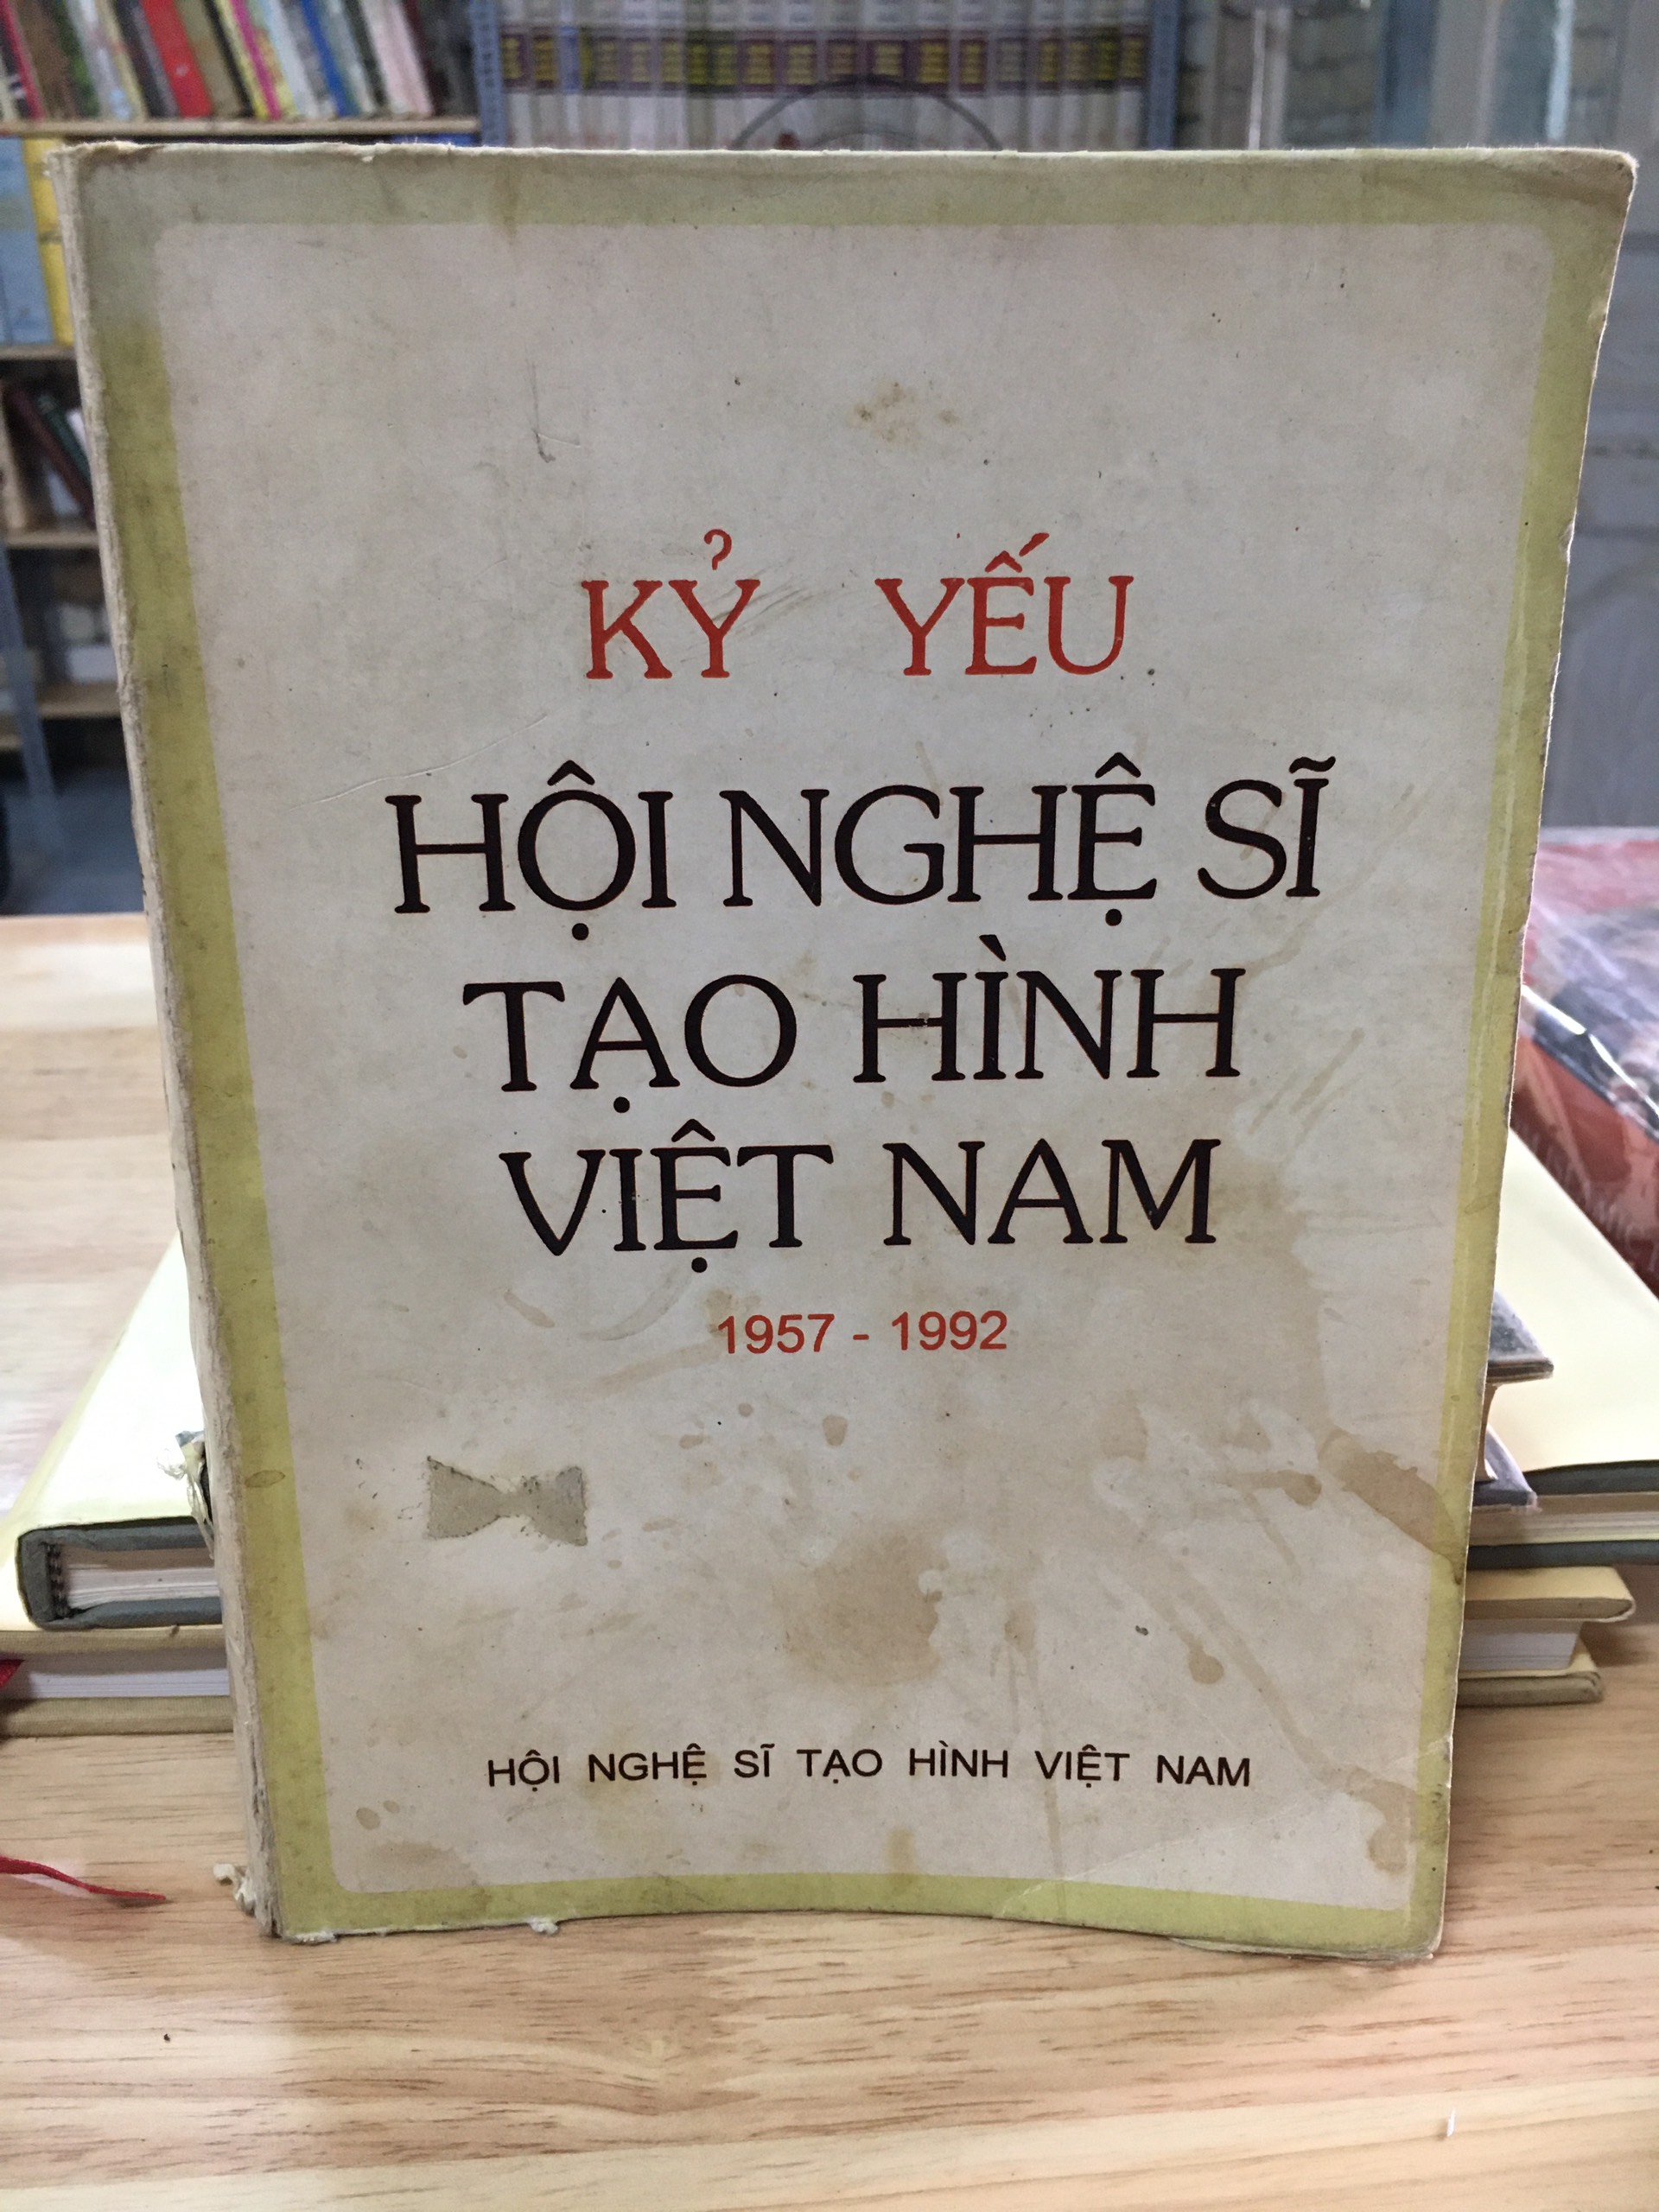 KỶ YẾU
HỘI NGHỆ SĨ
TẠO HÌNH
VIỆT NAM
1957 - 1992
HỘI NGHỆ SĨ TẠO HÌNH VIỆT NAM